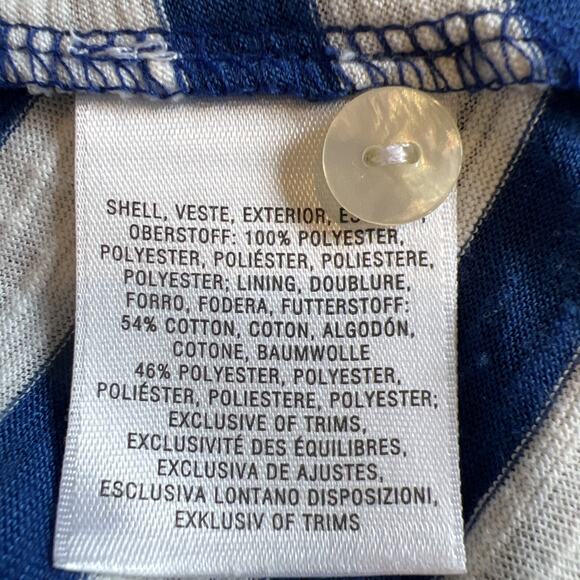 SHELL, VESTE, EXTERIOR,
OBERSTOFF: 100% POLYESTER,
POLYESTER, POLIÉSTER, POLIESTERE,
POLYESTER; LINING, DOUBLURE,
FORRO, FODERA, FUTTERSTOFF:
54% COTTON, COTON, ALGODÓN,
COTONE, BAUMWOLLE
46% POLYESTER, POLYESTER,
POLIÉSTER, POLIESTERE, POLYESTER;
EXCLUSIVE OF TRIMS,
EXCLUSIVITÉ DES ÉQUILIBRES,
EXCLUSIVA DE AJUSTES,
ESCLUSIVA LONTANO DISPOSIZIONI,
EXKLUSIV OF TRIMS